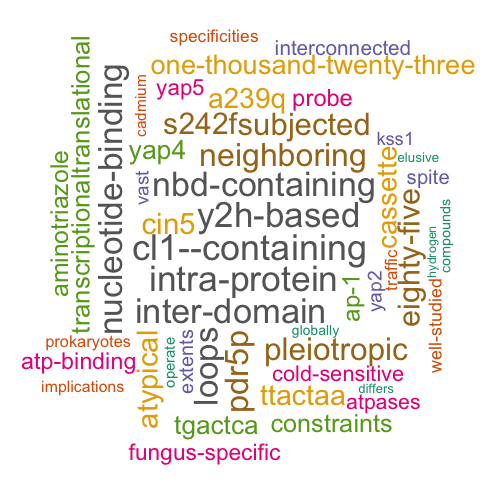 specificities
interconnected
one-thousand-twenty-three
yap5
a239q
probe
cadmium
s242f
subjected
kss1
yap4
neighboring
elusive
transcriptional
translational
nucleotide-binding
vast
nbd-containing
cassette
spite
aminotriazole
cin5
y2h-based
eighty-five
compounds
hydrogen
cl1--containing
traffic
yap2
well-studied
intra-protein
ap-1
inter-domain
globally
prokaryotes
atypical
operate
extents
loops
pdr5p
pleiotropic
atp-binding
cold-sensitive
implications
differs
ttactaa
atpases
tgactca
constraints
fungus-specific